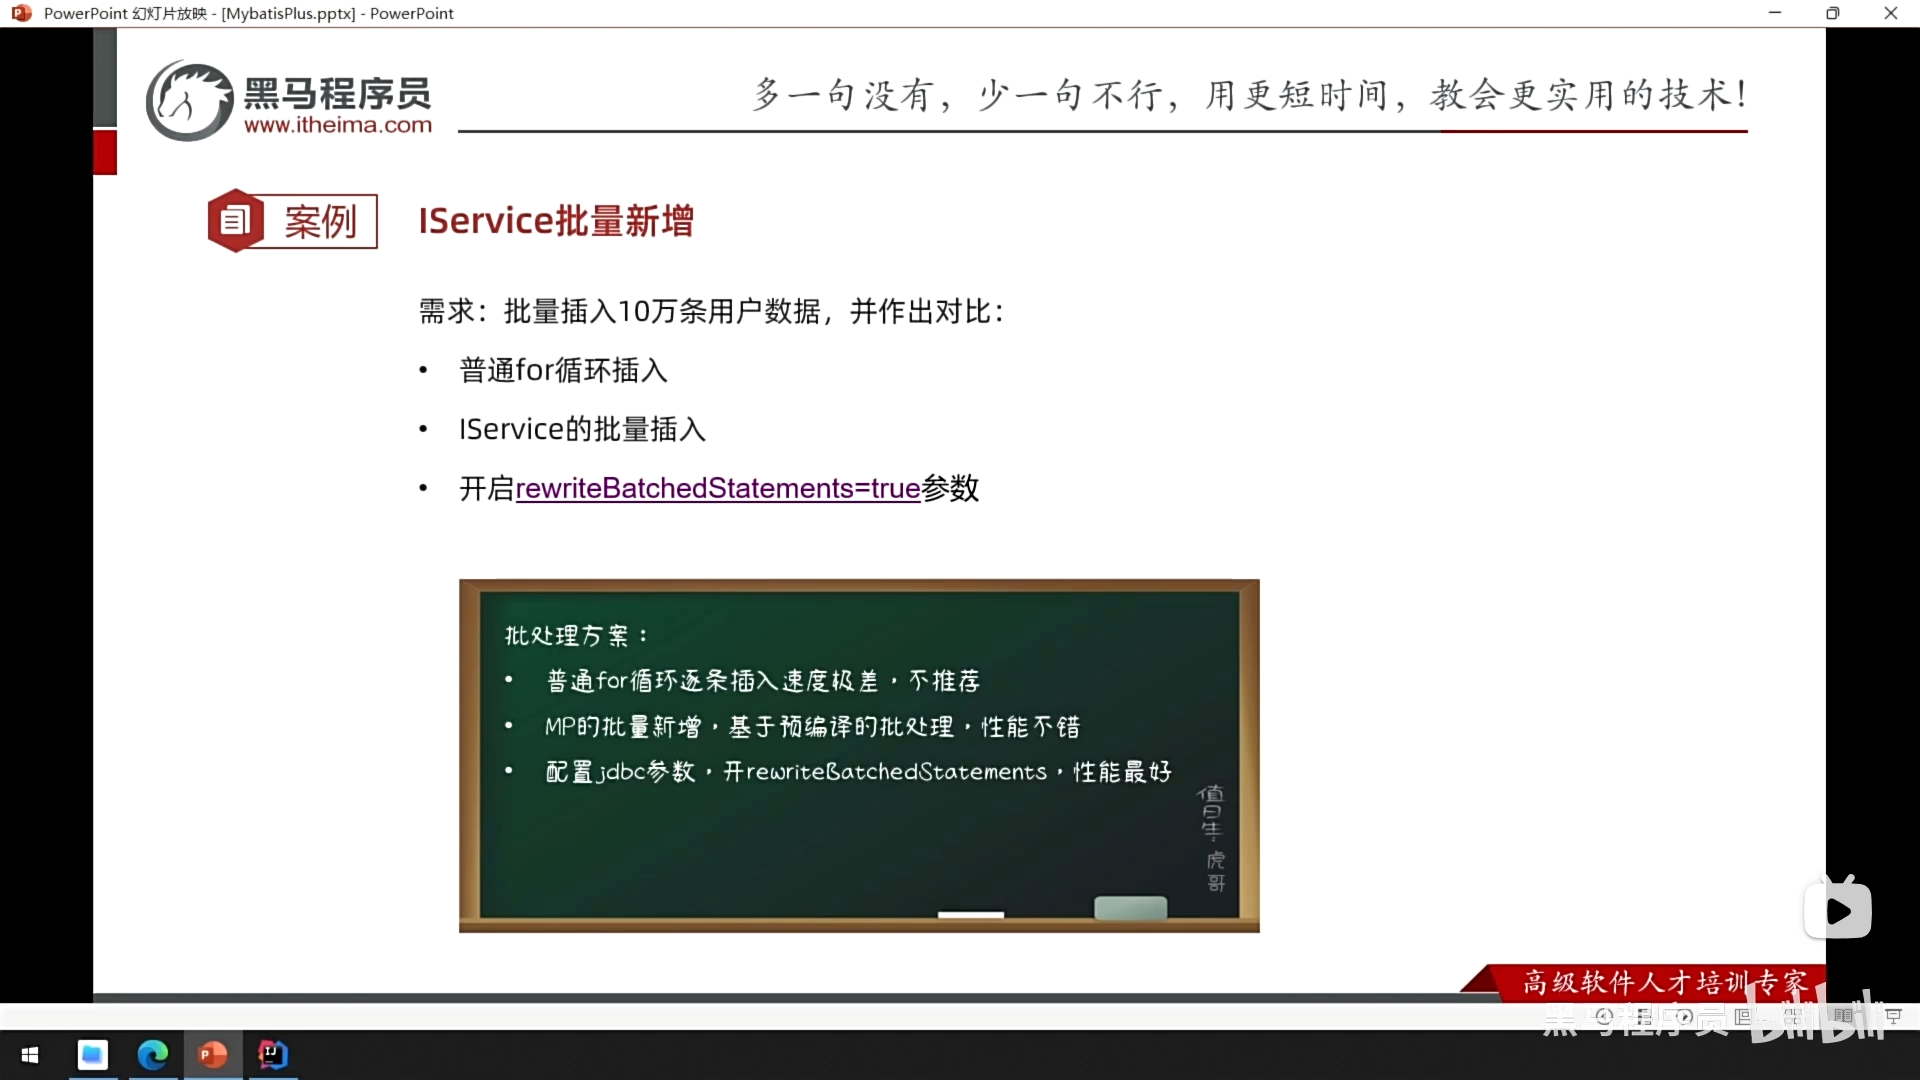 PowerPoint 幻灯片放映 - [MybatisPlus.pptx] - PowerPoint
黑马程序员
www.itheima.com
多一句没有，少一句不行，用更短时间，教会更实用的技术！
案例
IService批量新增
需求：批量插入10万条用户数据，并作出对比：
• 普通for循环插入
• IService的批量插入
• 开启rewriteBatchedStatements=true参数
批处理方案：
• 普通for循环逐条插入速度极差，不推荐
• MP的批量新增，基于预编译的批处理，性能不错
• 配置jdbc参数，开rewriteBatchedStatements，性能最好
值日生：虎哥
高级软件人才培训专家
黑马程序员 bilibili